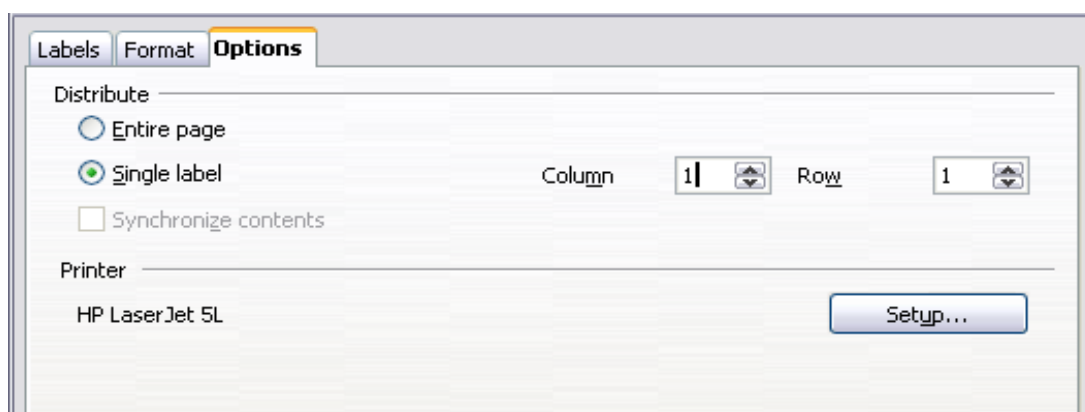 Labels Format Options
Distribute
Entire page
Single label Column 1 Row 1
Synchronize contents
Printer
HP LaserJet 5L Setup...